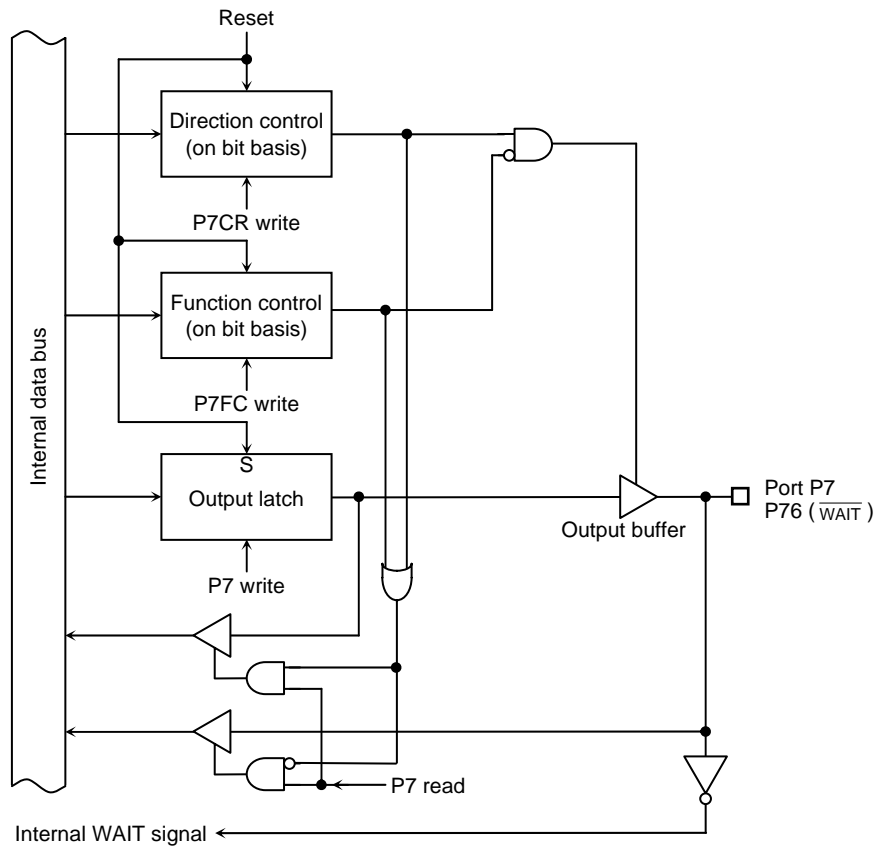 Reset
Direction control
(on bit basis)
P7CR write
Function control
(on bit basis)
P7FC write
Internal data bus
S
Output latch
P7 write
Output buffer
Port P7
P76 ( WAIT )
P7 read
Internal WAIT signal